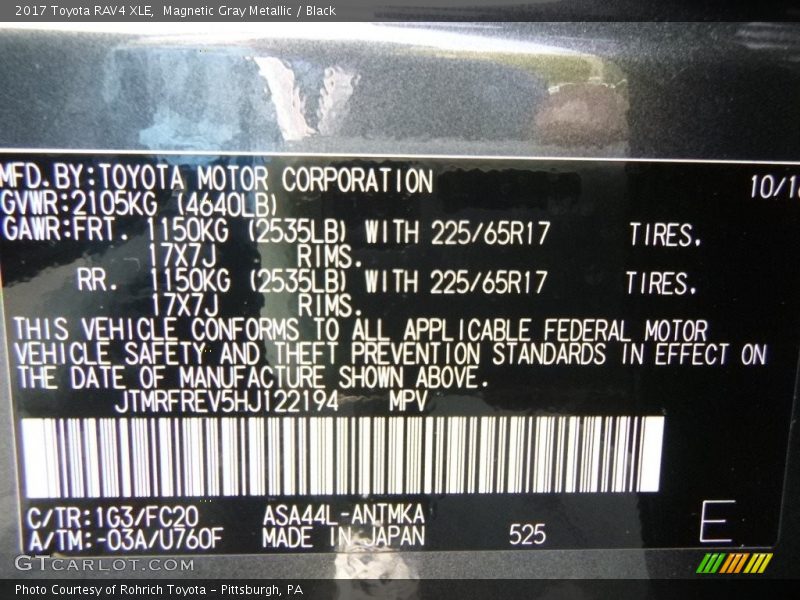 2017 Toyota RAV4 XLE,  Magnetic Gray Metallic / Black
MFD.BY:TOYOTA MOTOR CORPORATION 10/16
GVWR:2105KG (4640LB)
GAWR:FRT. 1150KG (2535LB) WITH 225/65R17 TIRES.
17X7J RIMS.
RR. 1150KG (2535LB) WITH 225/65R17 TIRES.
17X7J RIMS.
THIS VEHICLE CONFORMS TO ALL APPLICABLE FEDERAL MOTOR
VEHICLE SAFETY AND THEFT PREVENTION STANDARDS IN EFFECT ON
THE DATE OF MANUFACTURE SHOWN ABOVE.
JTMRFREV5HJ122194 MPV
C/TR:1G3/FC20 ASA44L-ANTMKA
A/TM:-03A/U760F MADE IN JAPAN 525 E
GTCARLOT.COM
Photo Courtesy of Rohrich Toyota - Pittsburgh, PA